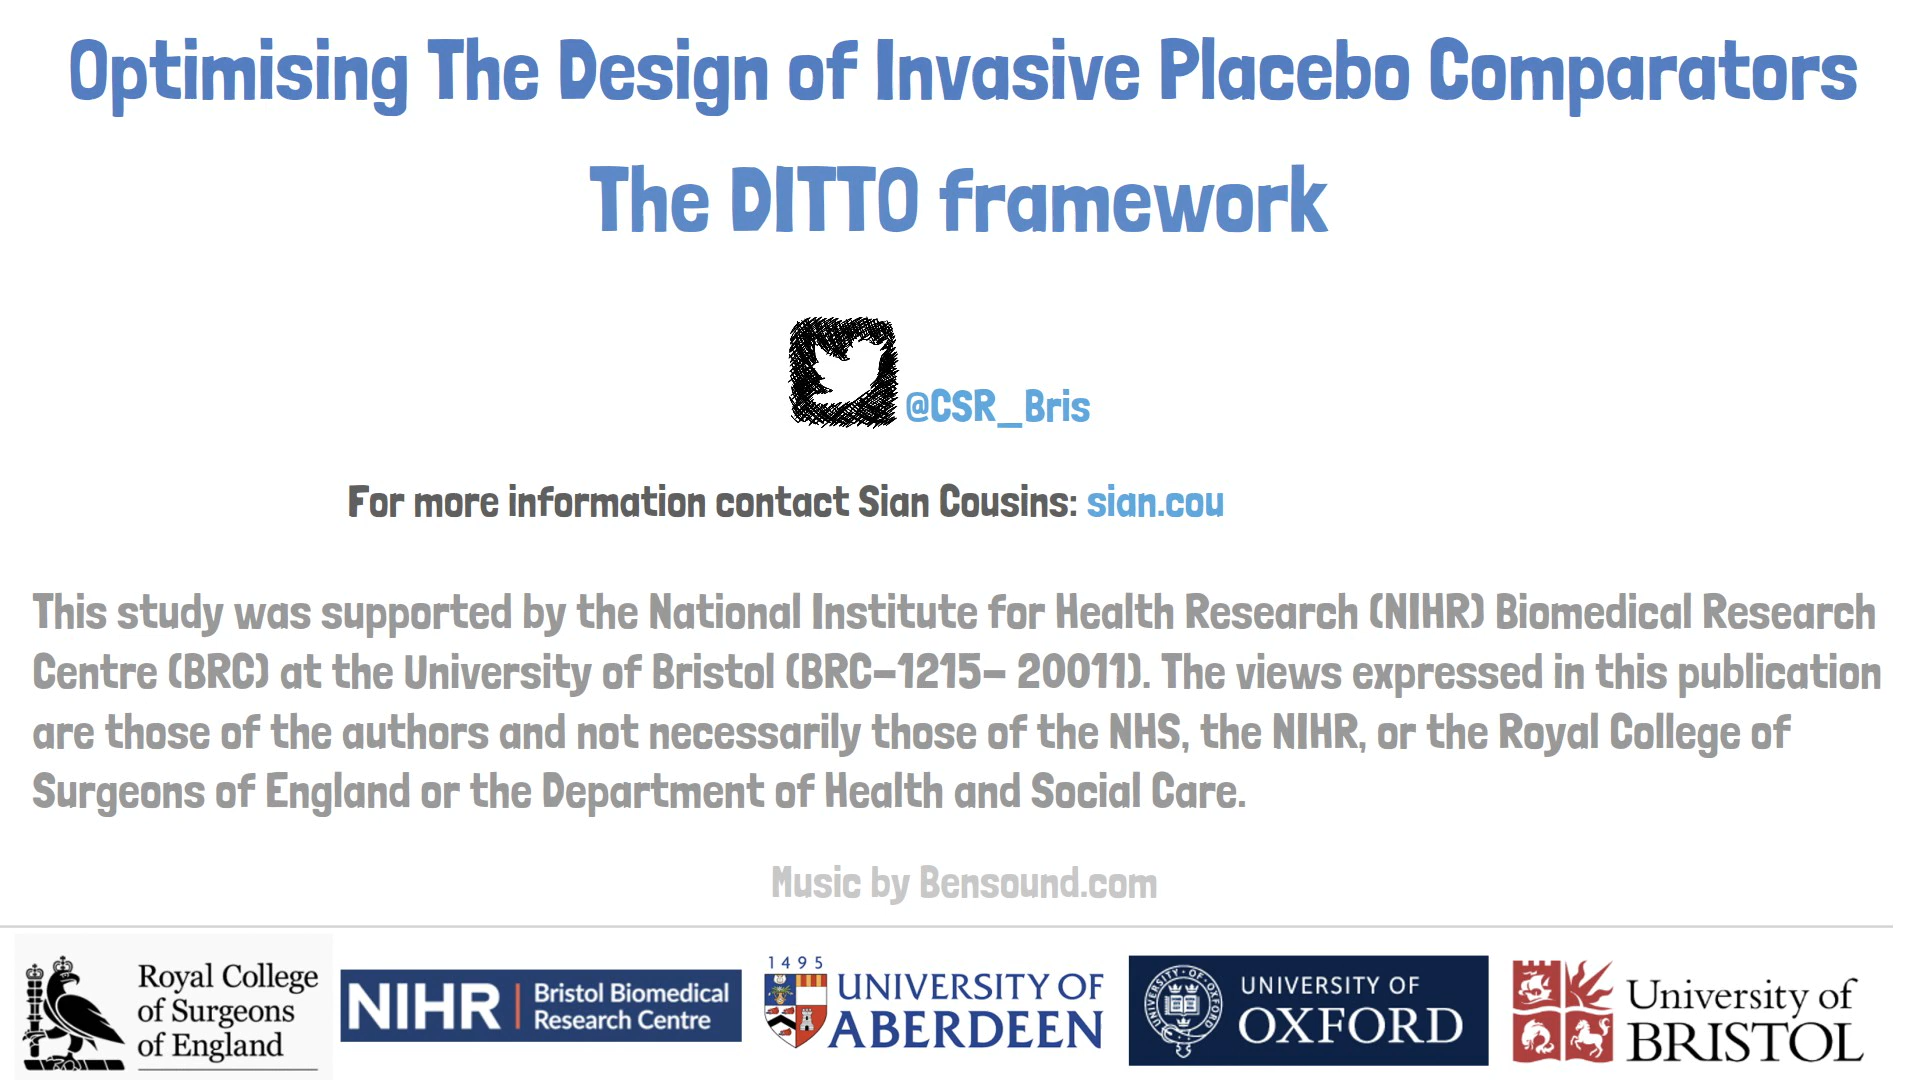 Optimising The Design of Invasive Placebo Comparators
The DITTO framework
@CSR_Bris
For more information contact Sian Cousins: sian.cou
This study was supported by the National Institute for Health Research (NIHR) Biomedical Research
Centre (BRC) at the University of Bristol (BRC-1215- 20011). The views expressed in this publication
are those of the authors and not necessarily those of the NHS, the NIHR, or the Royal College of
Surgeons of England or the Department of Health and Social Care.
Music by Bensound.com
Royal College
of Surgeons
of England
NIHR | Bristol Biomedical
Research Centre
1495
UNIVERSITY OF
ABERDEEN
UNIVERSITY OF OXFORD
UNIVERSITY OF
OXFORD
University of
BRISTOL